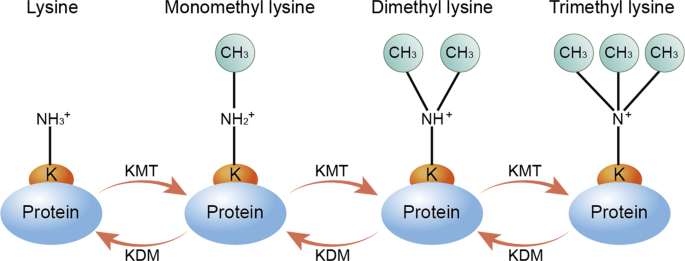 Lysine
Monomethyl lysine
Dimethyl lysine
Trimethyl lysine
CH₃
CH₃
CH₃
CH₃
CH₃
CH₃
NH₃⁺
NH₂⁺
NH⁺
N⁺
K
KMT
K
KMT
K
KMT
K
Protein
Protein
Protein
Protein
KDM
KDM
KDM